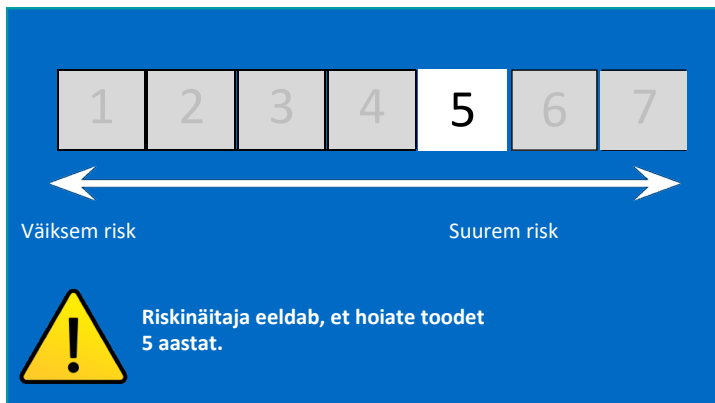 1 2 3 4 5 6 7
Väiksem risk Suurem risk
Riskinäitaja eeldab, et hoiate toodet
5 aastat.